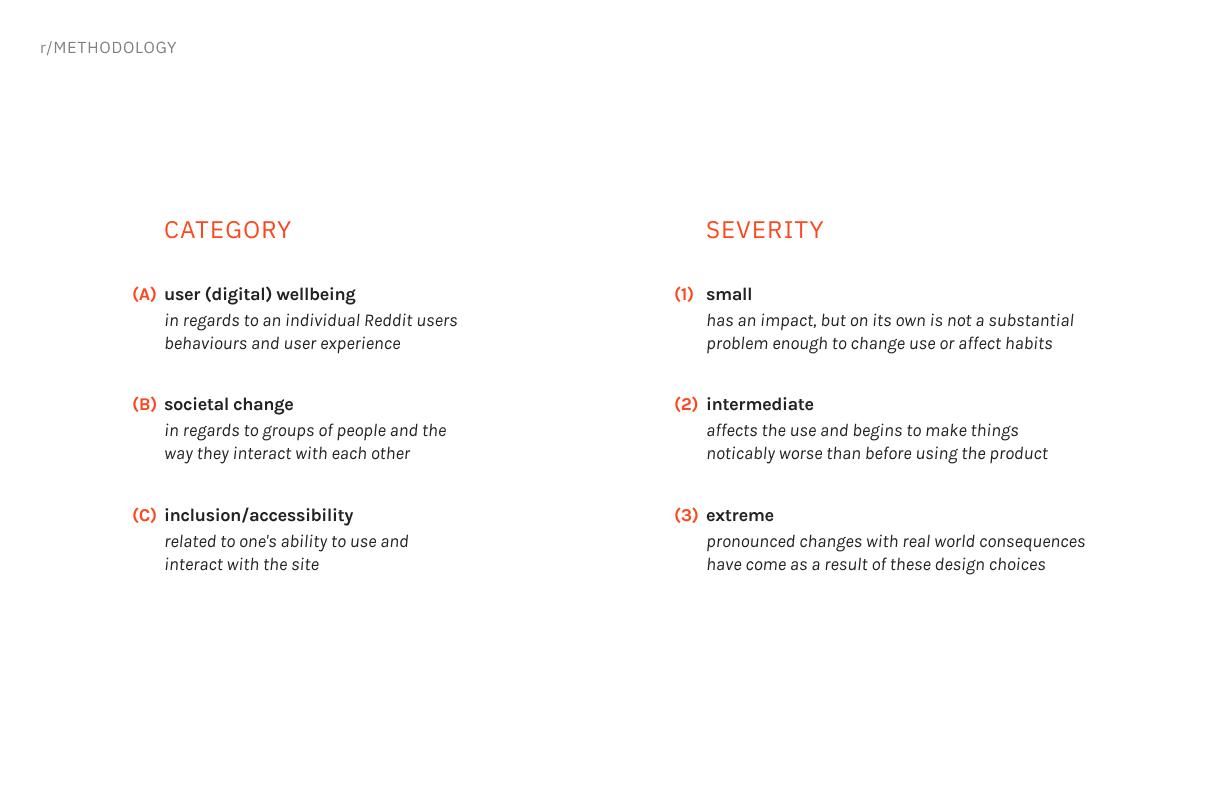 r/METHODOLOGY
CATEGORY
(A) user (digital) wellbeing
in regards to an individual Reddit users
behaviours and user experience
(B) societal change
in regards to groups of people and the
way they interact with each other
(C) inclusion/accessibility
related to one's ability to use and
interact with the site
SEVERITY
(1) small
has an impact, but on its own is not a substantial
problem enough to change use or affect habits
(2) intermediate
affects the use and begins to make things
noticably worse than before using the product
(3) extreme
pronounced changes with real world consequences
have come as a result of these design choices